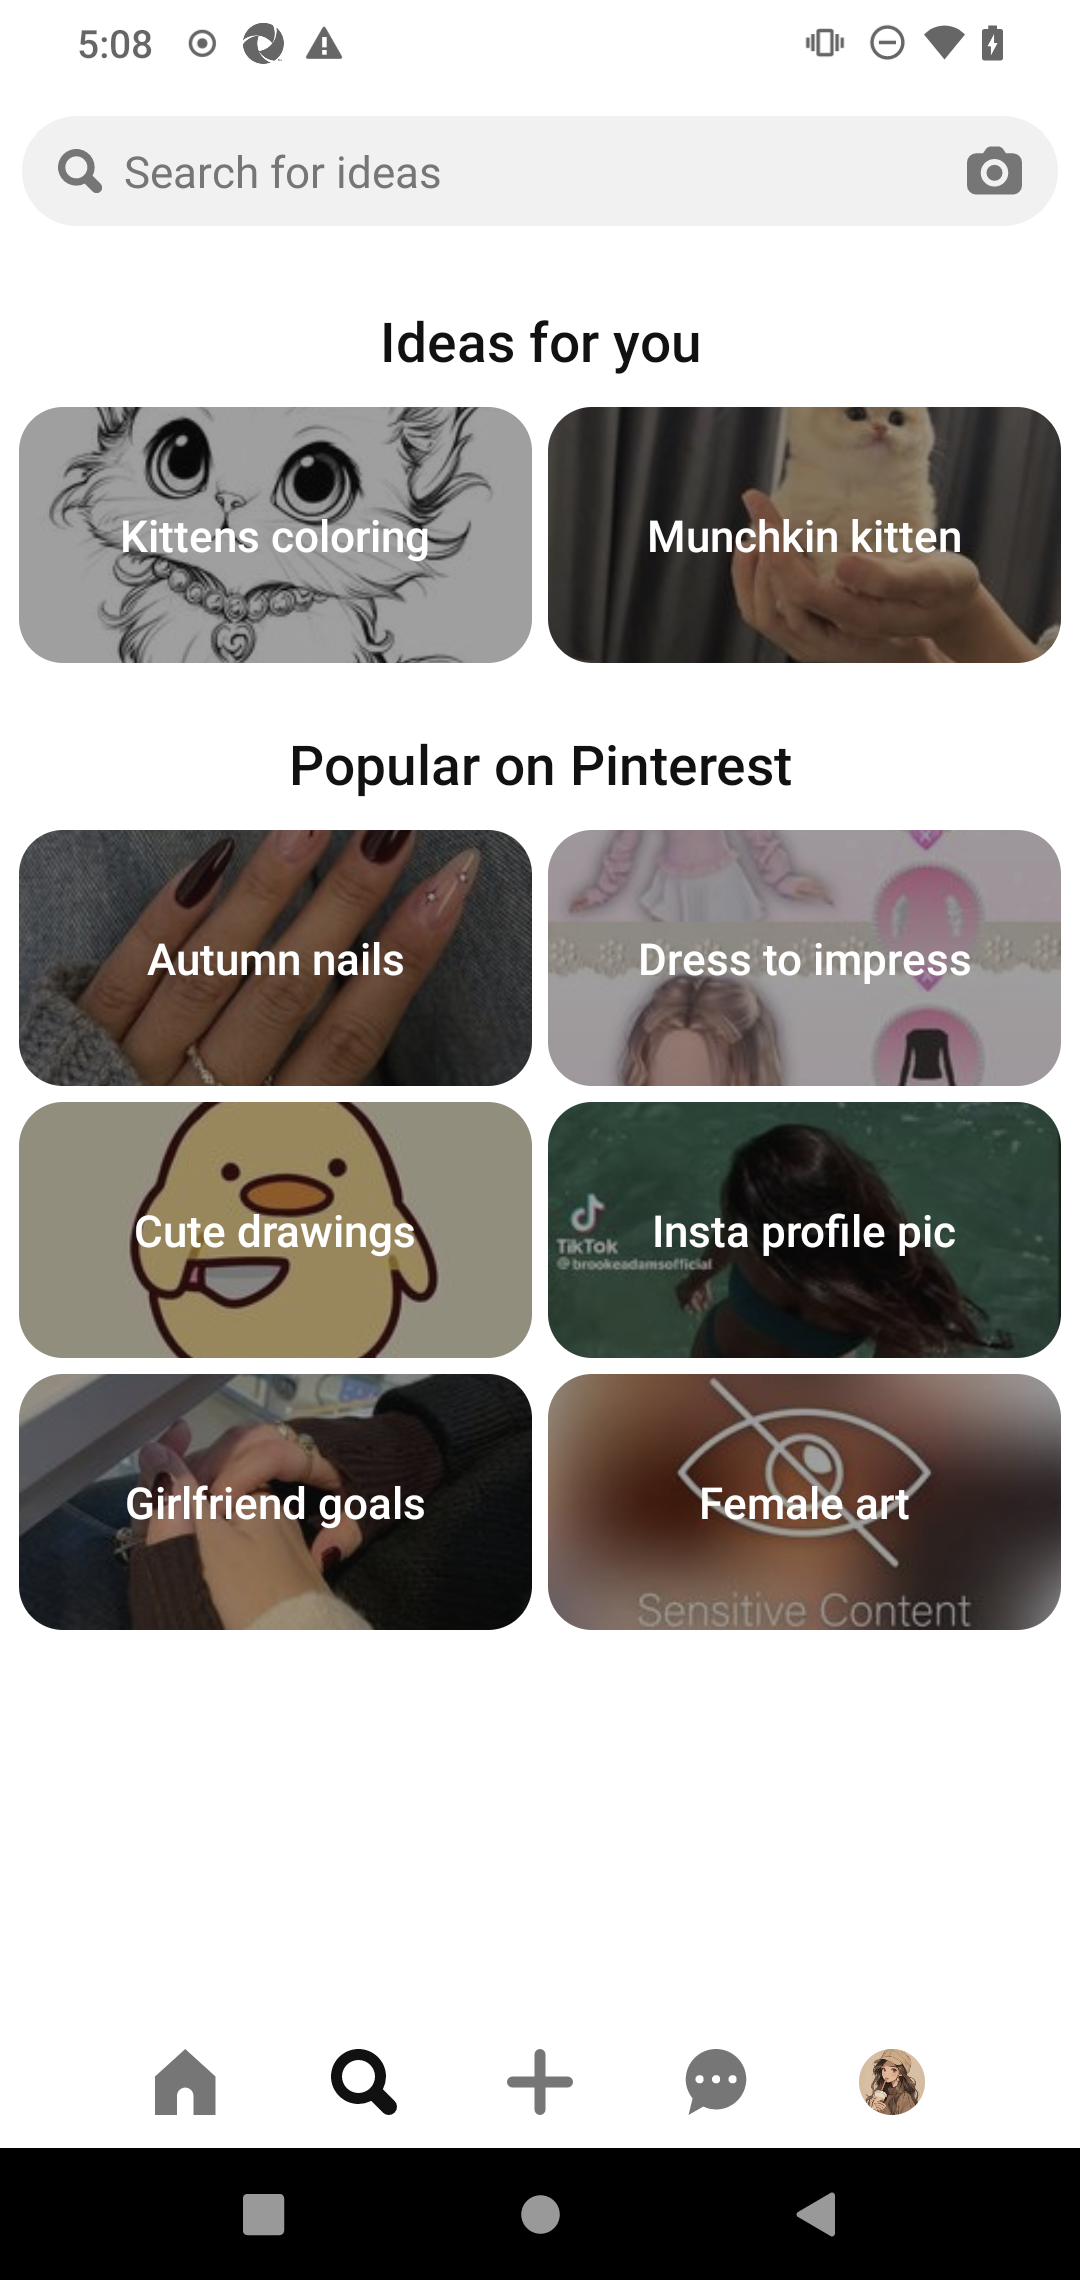 5:08
Search for ideas
Ideas for you
Kittens coloring
Munchkin kitten
Popular on Pinterest
Autumn nails
Dress to impress
Cute drawings
Insta profile pic
TikTok
@brookeadamsofficial
Girlfriend goals
Female art
Sensitive Content